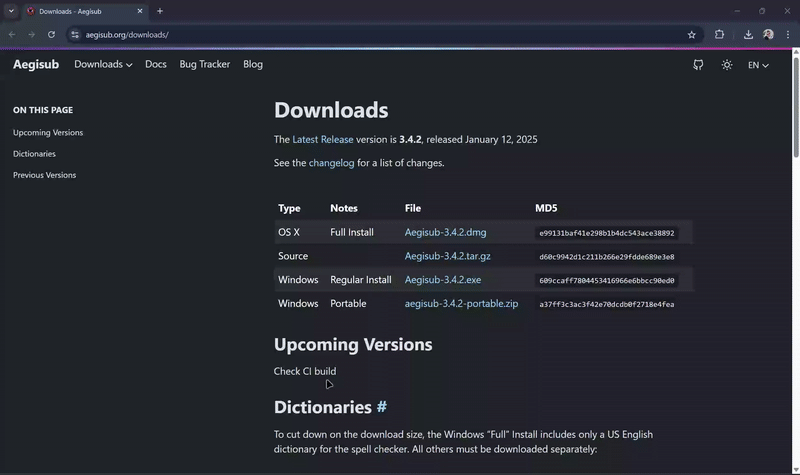 Downloads - Aegisub
aegisub.org/downloads/
Aegisub Downloads Docs Bug Tracker Blog EN
ON THIS PAGE
Upcoming Versions
Dictionaries
Previous Versions
Downloads
The Latest Release version is 3.4.2, released January 12, 2025
See the changelog for a list of changes.
Type Notes File MD5
OS X Full Install Aegisub-3.4.2.dmg e99131baf41e298b1b4dc543ace38892
Source Aegisub-3.4.2.tar.gz d60c9942d1c211b266e29fdde689e3e8
Windows Regular Install Aegisub-3.4.2.exe 609ccaff7804453416966e6bbcc90ed0
Windows Portable aegisub-3.4.2-portable.zip a37ff3c3ac3f42e70dcdb0f2718e4fea
Upcoming Versions
Check CI build
Dictionaries #
To cut down on the download size, the Windows “Full” Install includes only a US English
dictionary for the spell checker. All others must be downloaded separately: